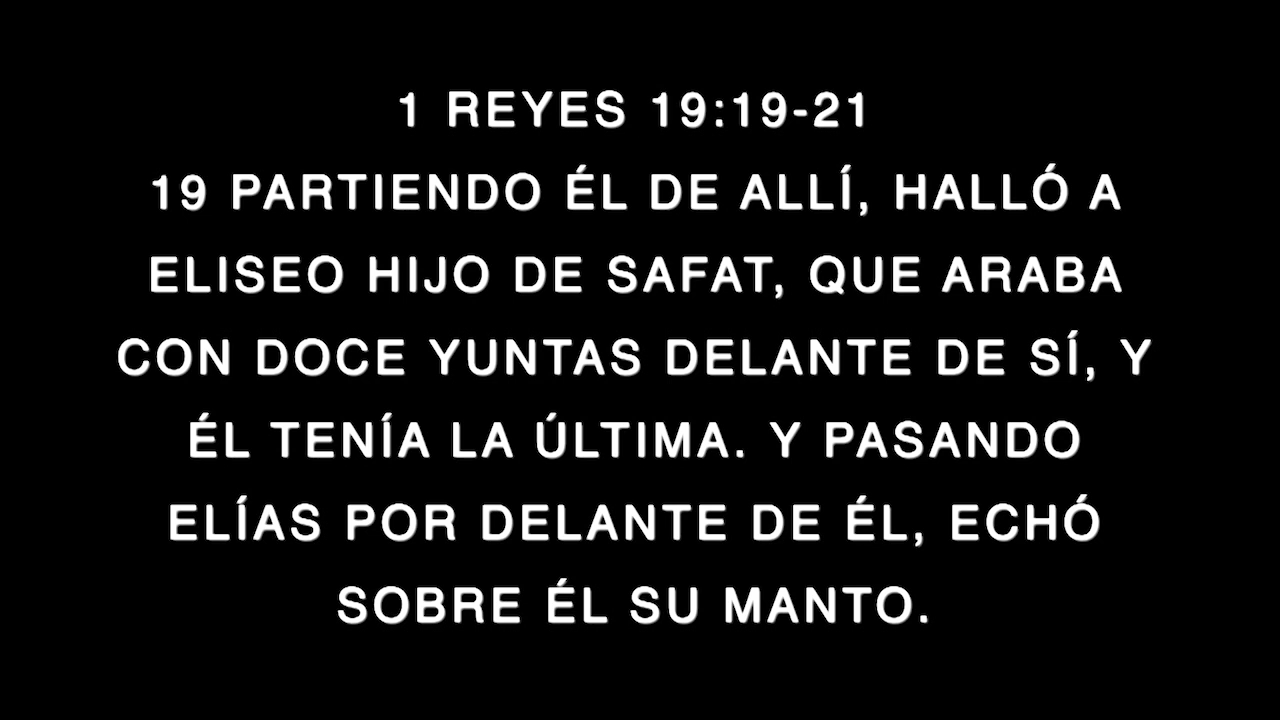 1 REYES 19:19-21
19 PARTIENDO ÉL DE ALLÍ, HALLÓ A
ELISEO HIJO DE SAFAT, QUE ARABA
CON DOCE YUNTAS DELANTE DE SÍ, Y
ÉL TENÍA LA ÚLTIMA. Y PASANDO
ELÍAS POR DELANTE DE ÉL, ECHÓ
SOBRE ÉL SU MANTO.